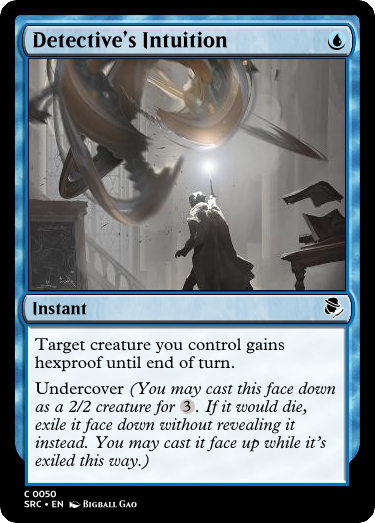 Detective's Intuition
Instant
Target creature you control gains
hexproof until end of turn.
Undercover (You may cast this face down
as a 2/2 creature for 3. If it would die,
exile it face down without revealing it
instead. You may cast it face up while it's
exiled this way.)
C 0050
SRC • EN Bigball Gao